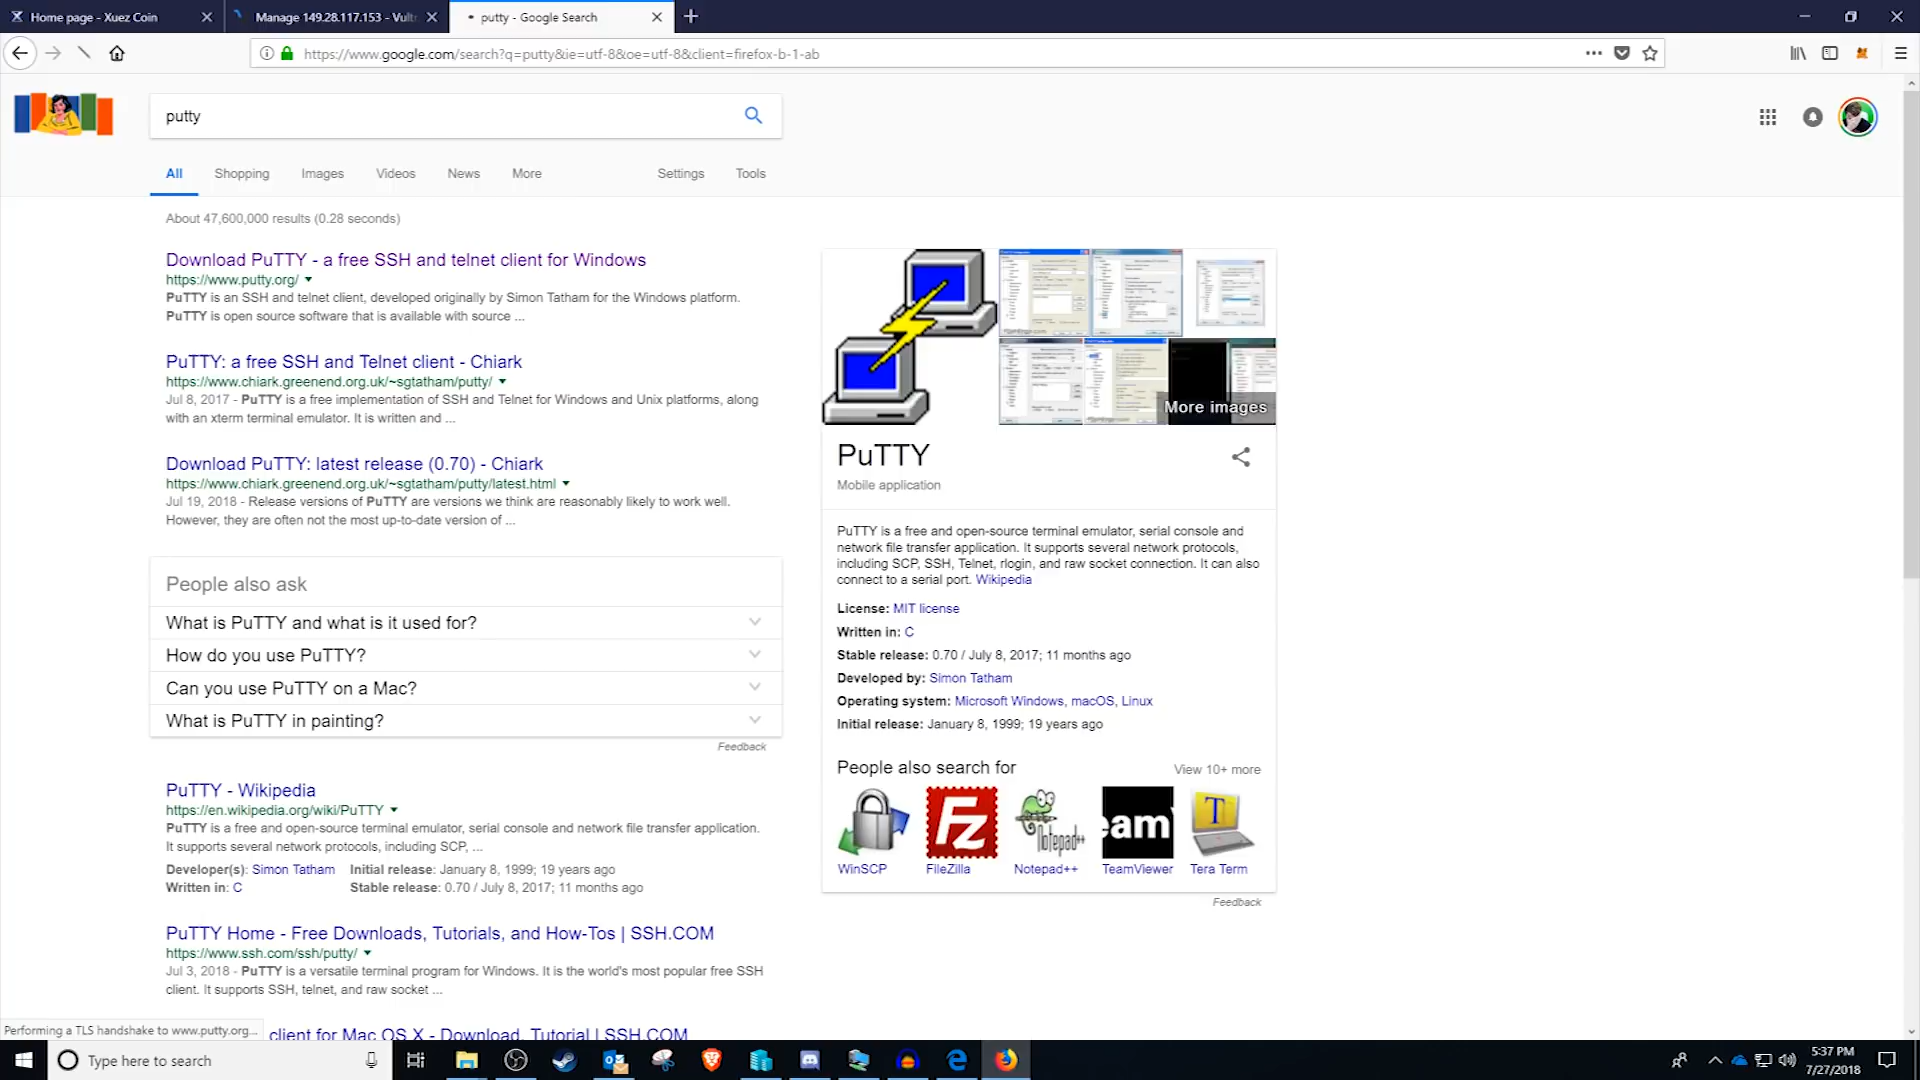 Home page - Xuez Coin
Manage 149.28.117.153 - Vult
putty - Google Search
https://www.google.com/search?q=putty&ie=utf-8&oe=utf-8&client=firefox-b-1-ab
putty
All Shopping Images Videos News More Settings Tools
About 47,600,000 results (0.28 seconds)
Download PuTTY - a free SSH and telnet client for Windows
https://www.putty.org/
PuTTY is an SSH and telnet client, developed originally by Simon Tatham for the Windows platform.
PuTTY is open source software that is available with source ...
PuTTY: a free SSH and Telnet client - Chiark
https://www.chiark.greenend.org.uk/~sgtatham/putty/
Jul 8, 2017 - PuTTY is a free implementation of SSH and Telnet for Windows and Unix platforms, along
with an xterm terminal emulator. It is written and ...
Download PuTTY: latest release (0.70) - Chiark
https://www.chiark.greenend.org.uk/~sgtatham/putty/latest.html
Jul 19, 2018 - Release versions of PuTTY are versions we think are reasonably likely to work well.
However, they are often not the most up-to-date version of ...
People also ask
What is PuTTY and what is it used for?
How do you use PuTTY?
Can you use PuTTY on a Mac?
What is PuTTY in painting?
Feedback
PuTTY - Wikipedia
https://en.wikipedia.org/wiki/PuTTY
PuTTY is a free and open-source terminal emulator, serial console and network file transfer application.
It supports several network protocols, including SCP, ...
Developer(s): Simon Tatham Initial release: January 8, 1999; 19 years ago
Written in: C Stable release: 0.70 / July 8, 2017; 11 months ago
PuTTY Home - Free Downloads, Tutorials, and How-Tos | SSH.COM
https://www.ssh.com/ssh/putty/
Jul 3, 2018 - PuTTY is a versatile terminal program for Windows. It is the world's most popular free SSH
client. It supports SSH, telnet, and raw socket ...
client for Mac OS X - Download, Tutorial | SSH.COM
More images
PuTTY
Mobile application
PuTTY is a free and open-source terminal emulator, serial console and
network file transfer application. It supports several network protocols,
including SCP, SSH, Telnet, rlogin, and raw socket connection. It can also
connect to a serial port. Wikipedia
License: MIT license
Written in: C
Stable release: 0.70 / July 8, 2017; 11 months ago
Developed by: Simon Tatham
Operating system: Microsoft Windows, macOS, Linux
Initial release: January 8, 1999; 19 years ago
People also search for
View 10+ more
Fz
Notepad++
eam
T
WinSCP FileZilla Notepad++ TeamViewer Tera Term
Feedback
Performing a TLS handshake to www.putty.org...
Type here to search
5:37 PM
7/27/2018